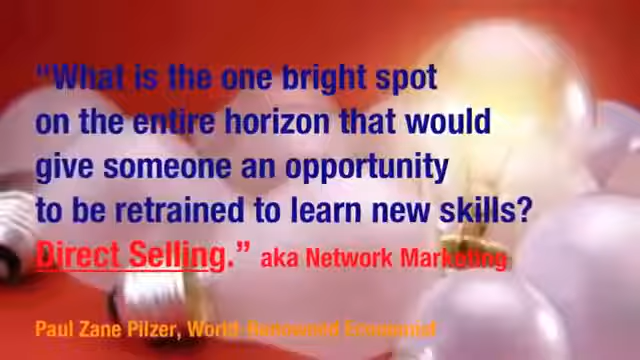 “What is the one bright spot
on the entire horizon that would
give someone an opportunity
to be retrained to learn new skills?
Direct Selling.” aka Network Marketing
Paul Zane Pilzer, World-Renowned Economist